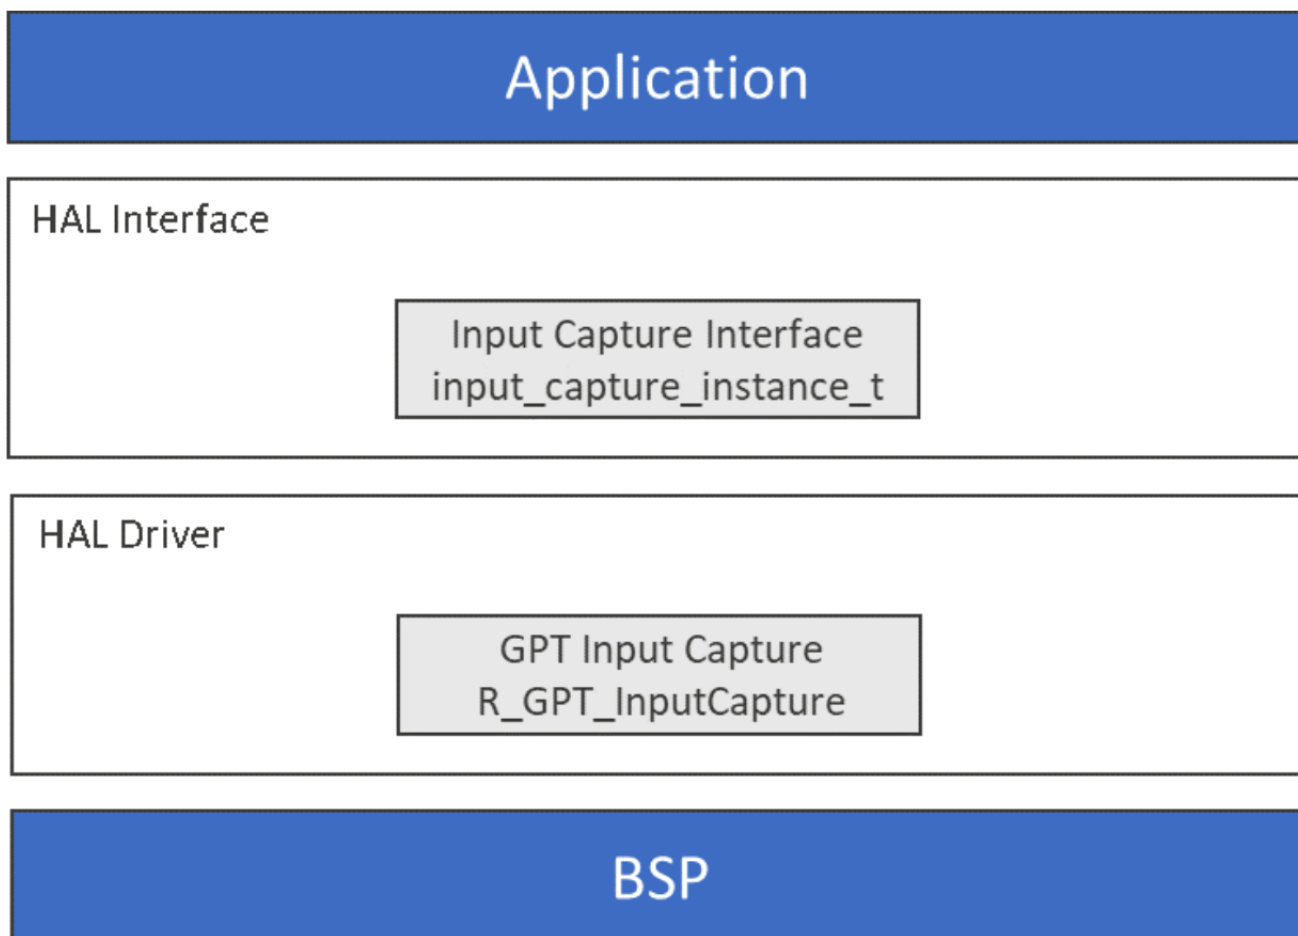 Application
HAL Interface
Input Capture Interface
input_capture_instance_t
HAL Driver
GPT Input Capture
R_GPT_InputCapture
BSP